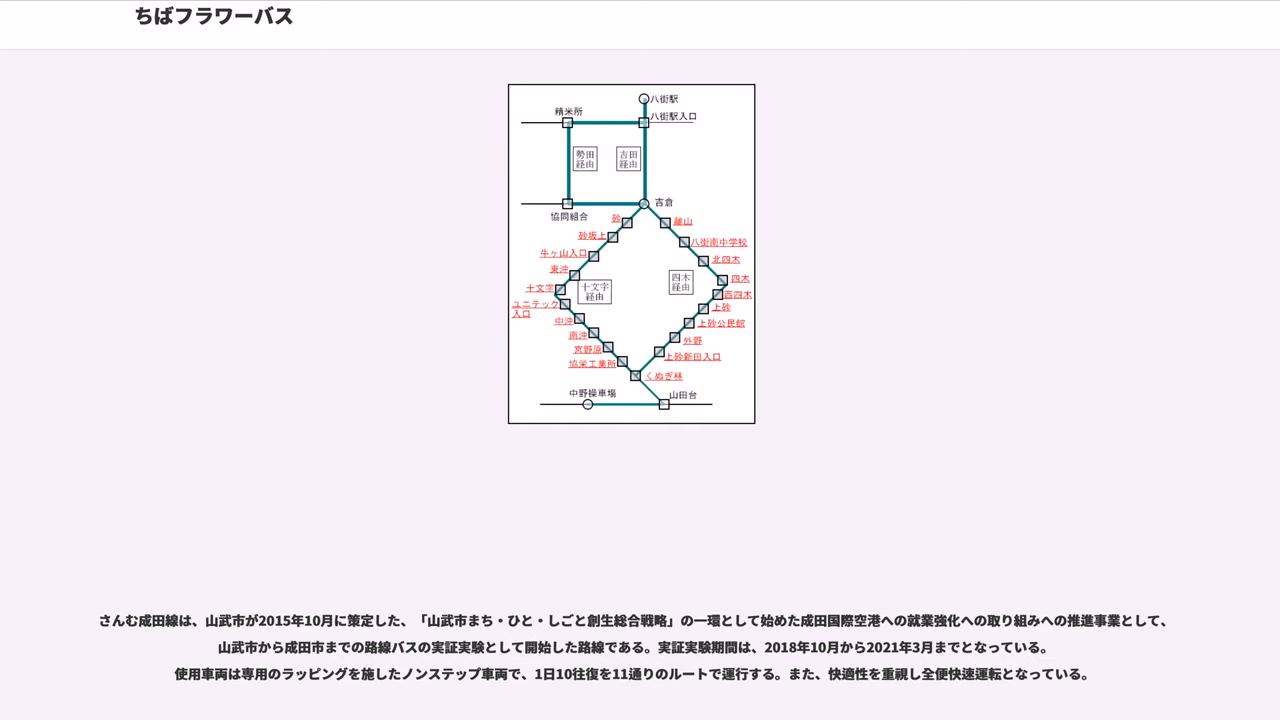 ちばフラワーバス
八街駅
精米所
八街駅入口
勢田
経由
吉田
経由
吉倉
協同組合
砂
離山
砂坂上
八街南中学校
牛ヶ山入口
北四木
東沖
四木
四木
経由
十文字
十文字
経由
西四木
ユニテック
入口
上砂
中沖
上砂公民館
南沖
外野
宮野原
上砂新田入口
協栄工業所
くぬぎ林
中野操車場
山田台
さんむ成田線は、山武市が2015年10月に策定した、「山武市まち・ひと・しごと創生総合戦略」の一環として始めた成田国際空港への就業強化への取り組みへの推進事業として、
山武市から成田市までの路線バスの実証実験として開始した路線である。実証実験期間は、2018年10月から2021年3月までとなっている。
使用車両は専用のラッピングを施したノンステップ車両で、1日10往復を11通りのルートで運行する。また、快適性を重視し全便快速運転となっている。